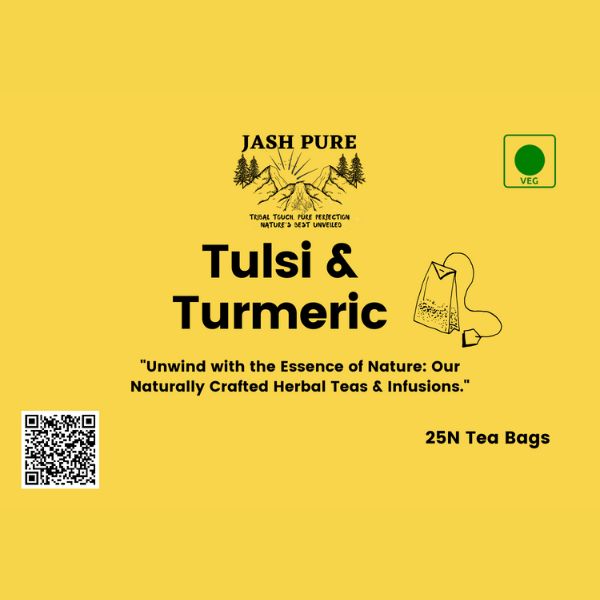 JASH PURE
TRIBAL TOUCH, PURE PERFECTION
NATURE'S BEST UNVEILED
VEG
Tulsi &
Turmeric
"Unwind with the Essence of Nature: Our
Naturally Crafted Herbal Teas & Infusions."
25N Tea Bags